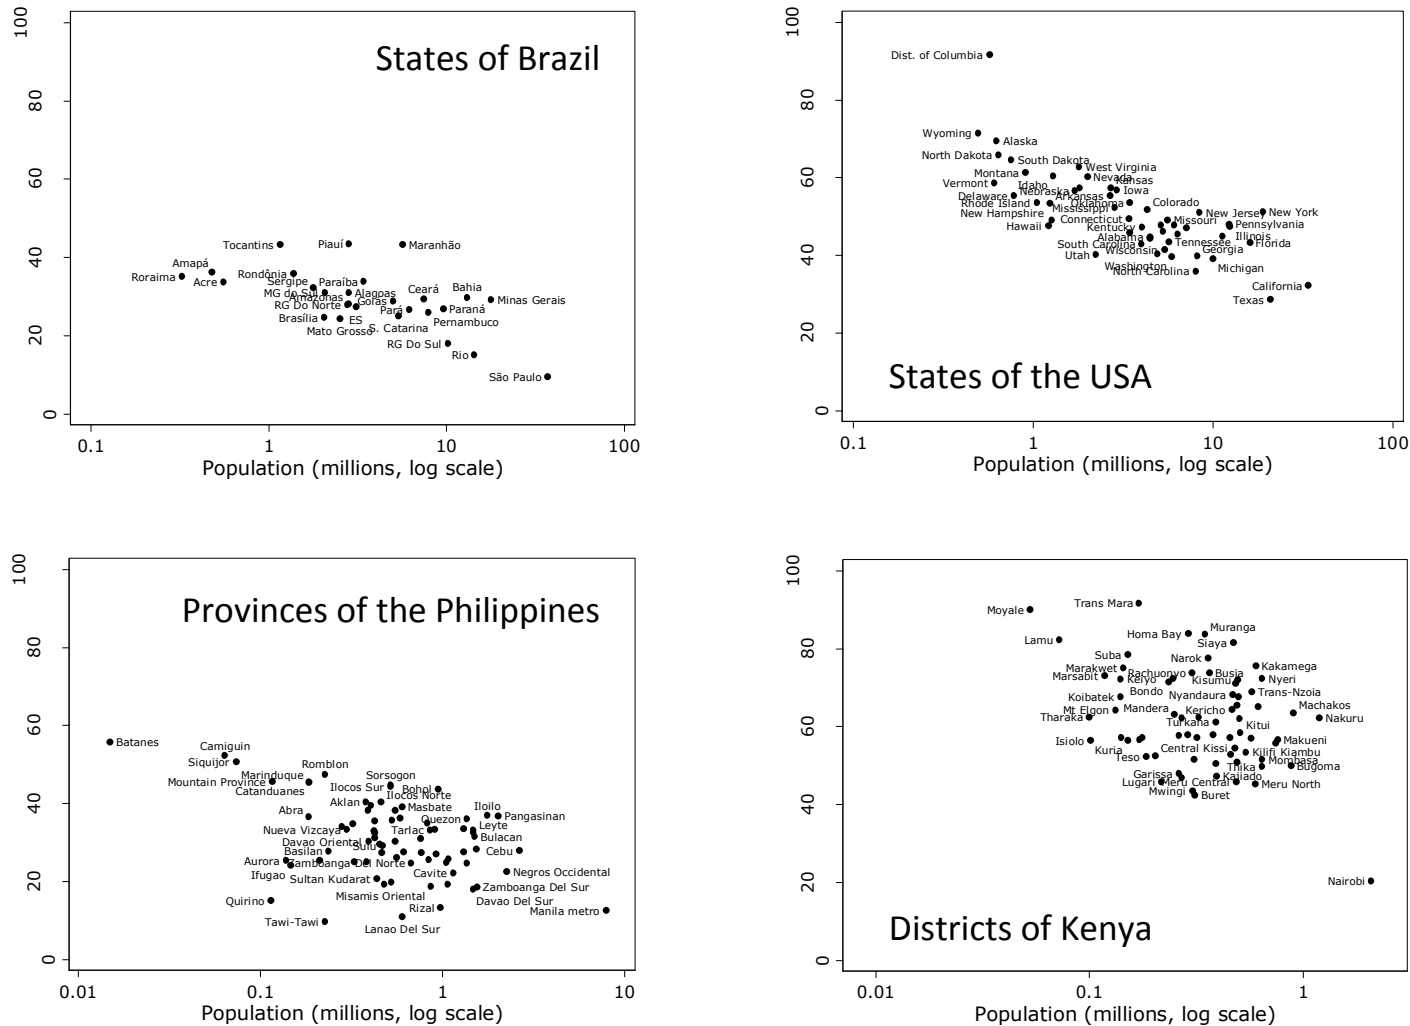 States of Brazil
100
80
60
40
20
0
Tocantins
Piauí
Maranhão
Amapá
Roraima
Acre
Rondônia
Sergipe
Paraíba
MG do Sul
Alagoas
Amazonas
RG Do Norte
Goiás
Ceará
Bahia
Minas Gerais
Brasília
ES
Pará
Paraná
Mato Grosso
S. Catarina
Pernambuco
RG Do Sul
Rio
São Paulo
0.1 1 10 100
Population (millions, log scale)
100
80
60
40
20
0
Dist. of Columbia
Wyoming
Alaska
North Dakota
South Dakota
West Virginia
Montana
Nevada
Vermont
Idaho
Kansas
Nebraska
Iowa
Delaware
Arkansas
Rhode Island
Mississippi
Oklahoma
Colorado
New Hampshire
Connecticut
Missouri
New Jersey
New York
Hawaii
Kentucky
Pennsylvania
Alabama
Illinois
South Carolina
Tennessee
Florida
Utah
Wisconsin
Georgia
Washington
Michigan
North Carolina
California
Texas
States of the USA
0.1 1 10 100
Population (millions, log scale)
Provinces of the Philippines
100
80
60
40
20
0
Batanes
Camiguin
Siquijor
Romblon
Marinduque
Mountain Province
Catanduanes
Sorsogon
Ilocos Sur
Bohol
Ilocos Norte
Aklan
Masbate
Iloilo
Abra
Quezon
Pangasinan
Nueva Vizcaya
Tarlac
Leyte
Davao Oriental
Sulu
Bulacan
Basilan
Cebu
Aurora
Zamboanga Del Norte
Ifugao
Cavite
Negros Occidental
Sultan Kudarat
Misamis Oriental
Zamboanga Del Sur
Quirino
Davao Del Sur
Rizal
Manila metro
Tawi-Tawi
Lanao Del Sur
0.01 0.1 1 10
Population (millions, log scale)
100
80
60
40
20
0
Moyale
Trans Mara
Lamu
Homa Bay
Muranga
Siaya
Suba
Narok
Marakwet
Rachuonyo
Busia
Kakamega
Marsabit
Keiyo
Kisumu
Nyeri
Koibatek
Bondo
Nyandaura
Trans-Nzoia
Mt Elgon
Mandera
Kericho
Machakos
Tharaka
Turkana
Kitui
Nakuru
Isiolo
Kuria
Central Kissi
Makueni
Teso
Kilifi
Kiambu
Mombasa
Thika
Bugoma
Garissa
Kajiado
Lugari
Meru Central
Meru North
Mwingi
Buret
Nairobi
Districts of Kenya
0.01 0.1 1
Population (millions, log scale)